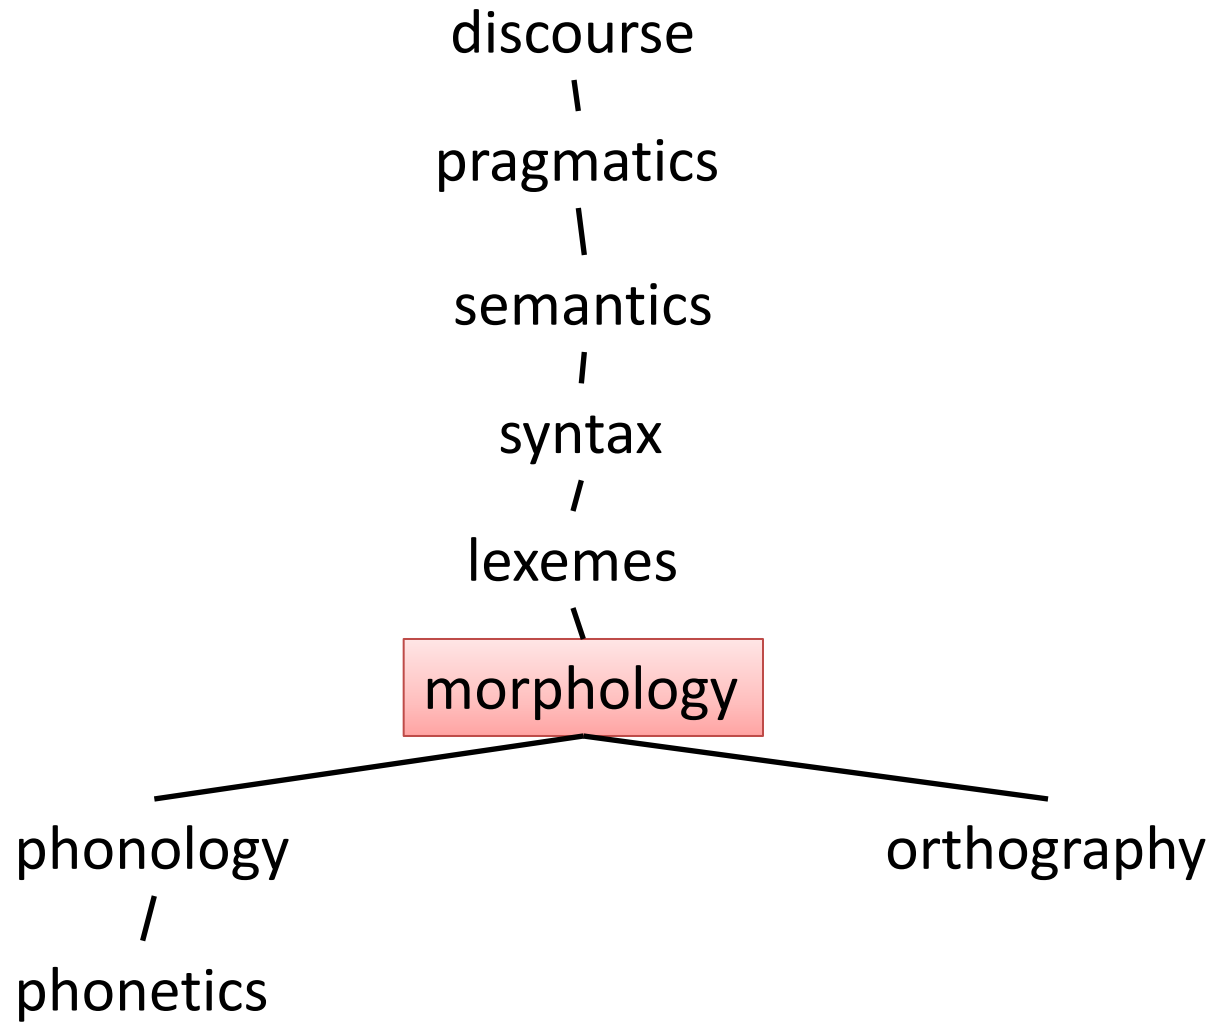 discourse
pragmatics
semantics
syntax
lexemes
morphology
phonology
orthography
phonetics